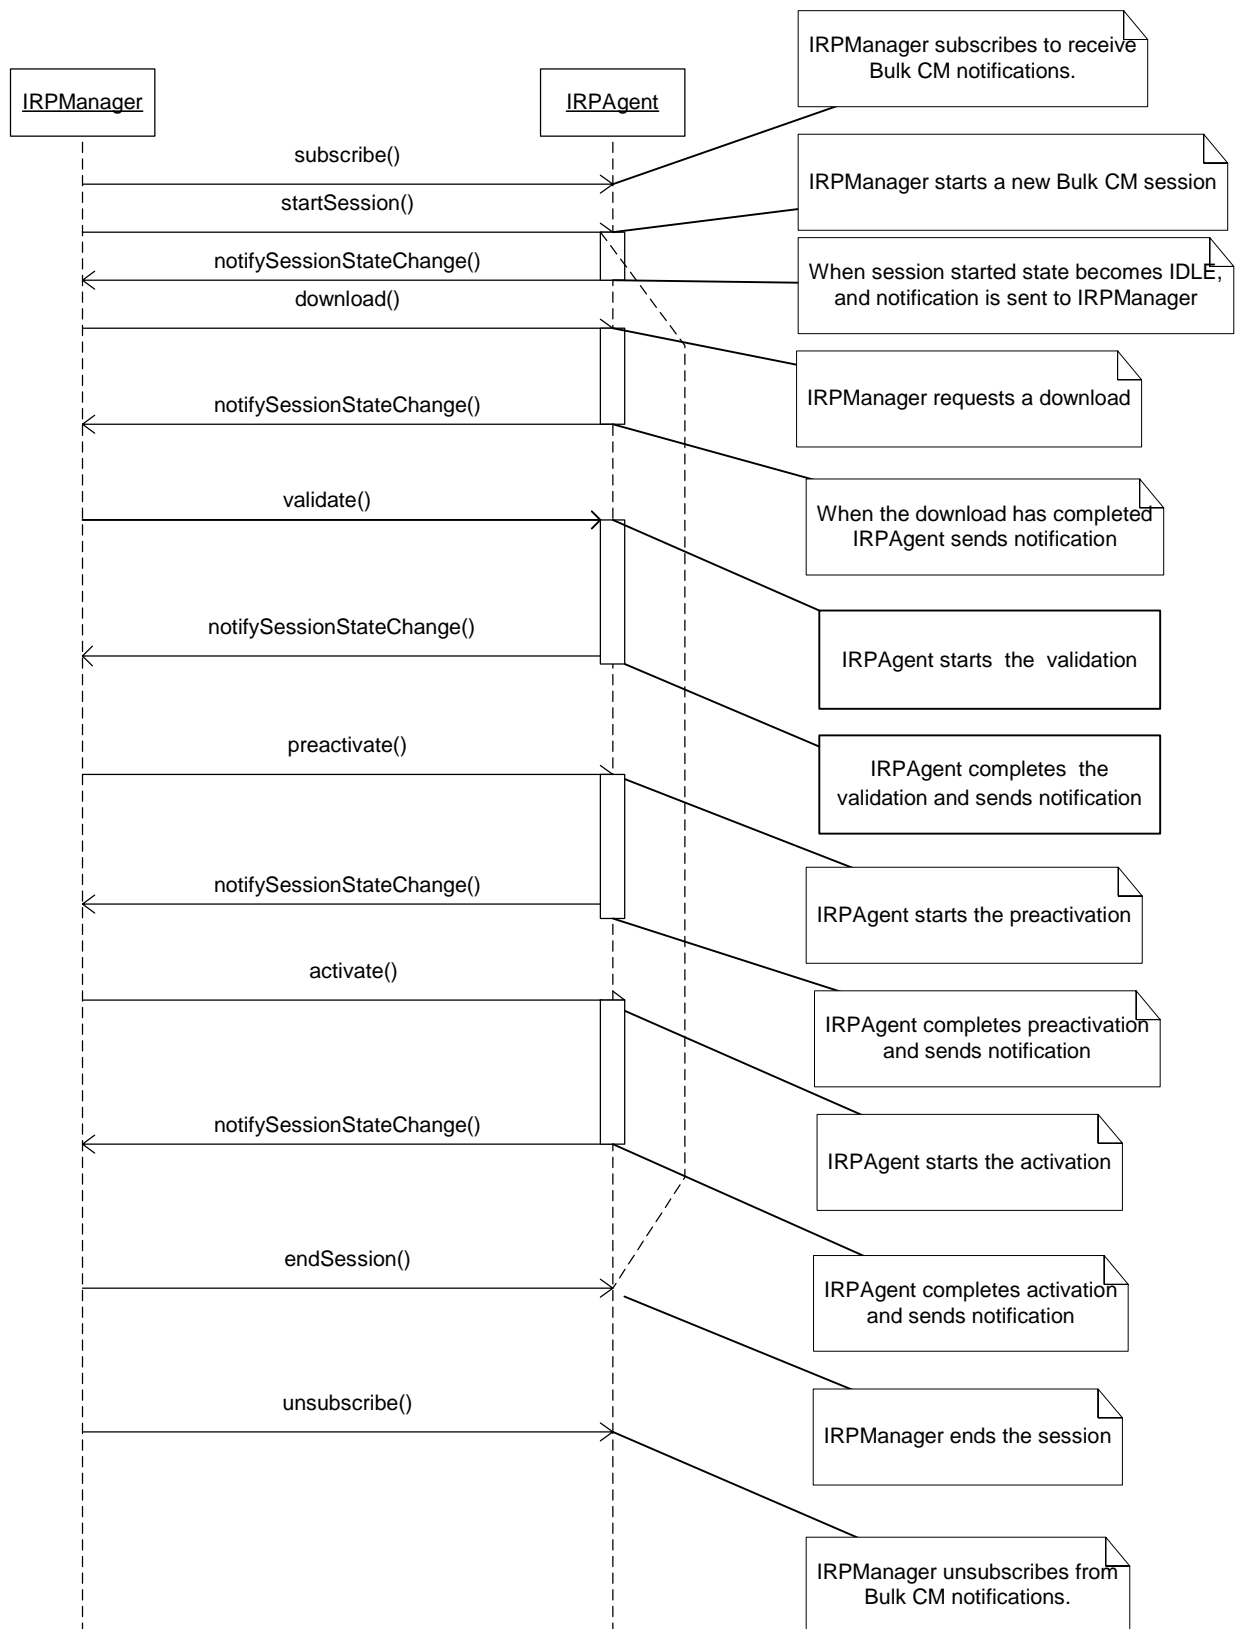 IRPManager subscribes to receive
Bulk CM notifications.
IRPManager
IRPAgent
subscribe()
IRPManager starts a new Bulk CM session
startSession()
notifySessionStateChange()
When session started state becomes IDLE,
and notification is sent to IRPManager
download()
IRPManager requests a download
notifySessionStateChange()
validate()
When the download has completed
IRPAgent sends notification
notifySessionStateChange()
IRPAgent starts the validation
preactivate()
IRPAgent completes the
validation and sends notification
notifySessionStateChange()
IRPAgent starts the preactivation
activate()
IRPAgent completes preactivation
and sends notification
notifySessionStateChange()
IRPAgent starts the activation
endSession()
IRPAgent completes activation
and sends notification
unsubscribe()
IRPManager ends the session
IRPManager unsubscribes from
Bulk CM notifications.